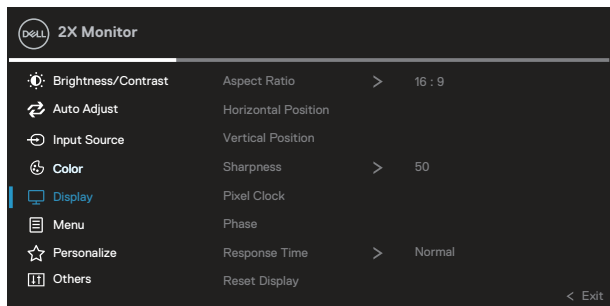 DELL 2X Monitor
Brightness/Contrast Aspect Ratio > 16 : 9
Auto Adjust Horizontal Position
Input Source Vertical Position
Color Sharpness > 50
Display Pixel Clock
Menu Phase
Personalize Response Time > Normal
Others Reset Display
< Exit